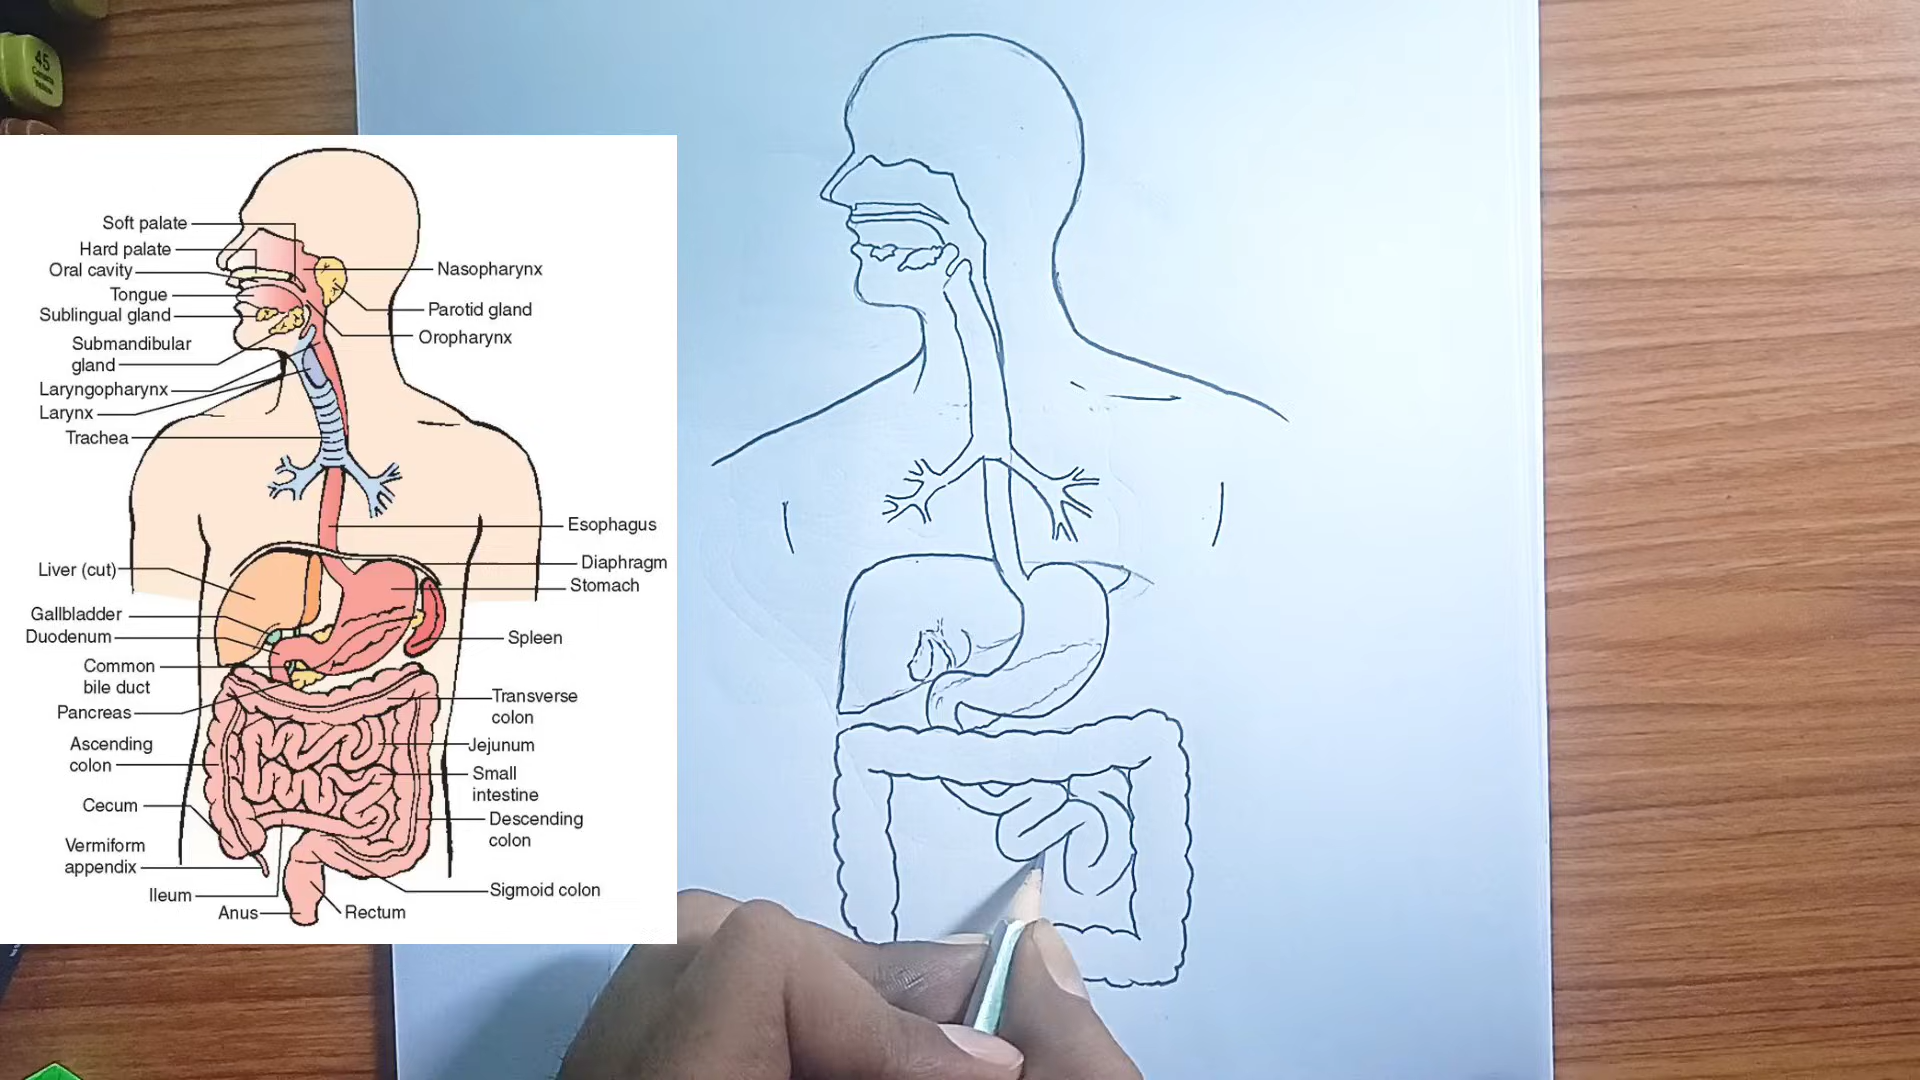 45
Soft palate
Hard palate
Oral cavity
Tongue
Sublingual gland
Submandibular
gland
Laryngopharynx
Larynx
Trachea
Liver (cut)
Gallbladder
Duodenum
Common
bile duct
Pancreas
Ascending
colon
Cecum
Vermiform
appendix
Ileum
Anus
Nasopharynx
Parotid gland
Oropharynx
Esophagus
Diaphragm
Stomach
Spleen
Transverse
colon
Jejunum
Small
intestine
Descending
colon
Sigmoid colon
Rectum